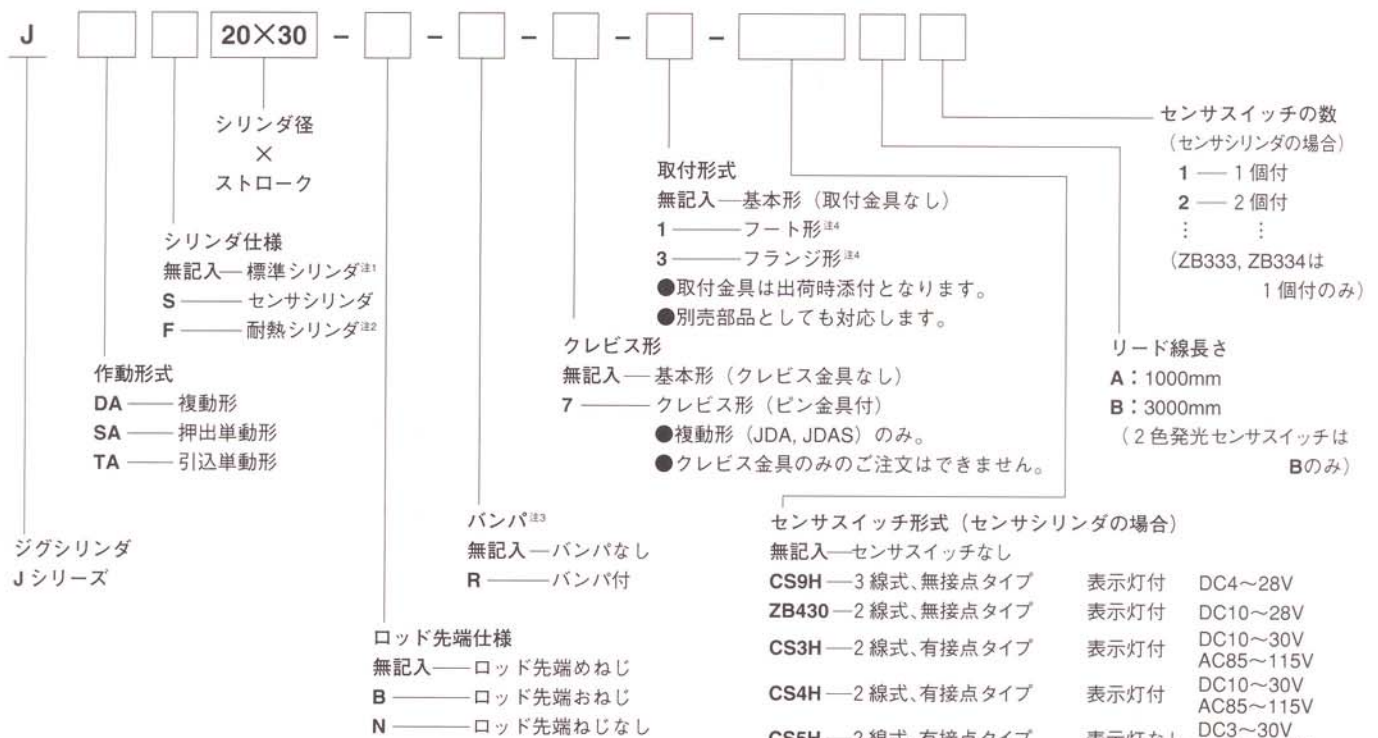 J □ □ 20×30 － □ － □ － □ － □ － □ □ □
シリンダ径
×
ストローク
シリンダ仕様
無記入―標準シリンダ注1
S――センサシリンダ
F――耐熱シリンダ注2
作動形式
DA――複動形
SA――押出単動形
TA――引込単動形
ジグシリンダ
Jシリーズ
センサスイッチの数
（センサシリンダの場合）
1 ― 1個付
2 ― 2個付
⋮ ⋮
（ZB333, ZB334は
1個付のみ）
取付形式
無記入―基本形（取付金具なし）
1――フート形注4
3――フランジ形注4
●取付金具は出荷時添付となります。
●別売部品としても対応します。
リード線長さ
A：1000mm
B：3000mm
（2色発光センサスイッチは
Bのみ）
クレビス形
無記入―基本形（クレビス金具なし）
7――クレビス形（ピン金具付）
●複動形（JDA, JDAS）のみ。
●クレビス金具のみのご注文はできません。
バンパ注3
無記入―バンパなし
R――バンパ付
ロッド先端仕様
無記入――ロッド先端めねじ
B――ロッド先端おねじ
N――ロッド先端ねじなし
センサスイッチ形式（センサシリンダの場合）
無記入―センサスイッチなし
CS9H―3線式、無接点タイプ 表示灯付 DC4～28V
ZB430―2線式、無接点タイプ 表示灯付 DC10～28V
CS3H―2線式、有接点タイプ 表示灯付 DC10～30V
AC85～115V
CS4H―2線式、有接点タイプ 表示灯付 DC10～30V
AC85～115V
CS5H―2線式、有接点タイプ 表示灯なし DC3～30V